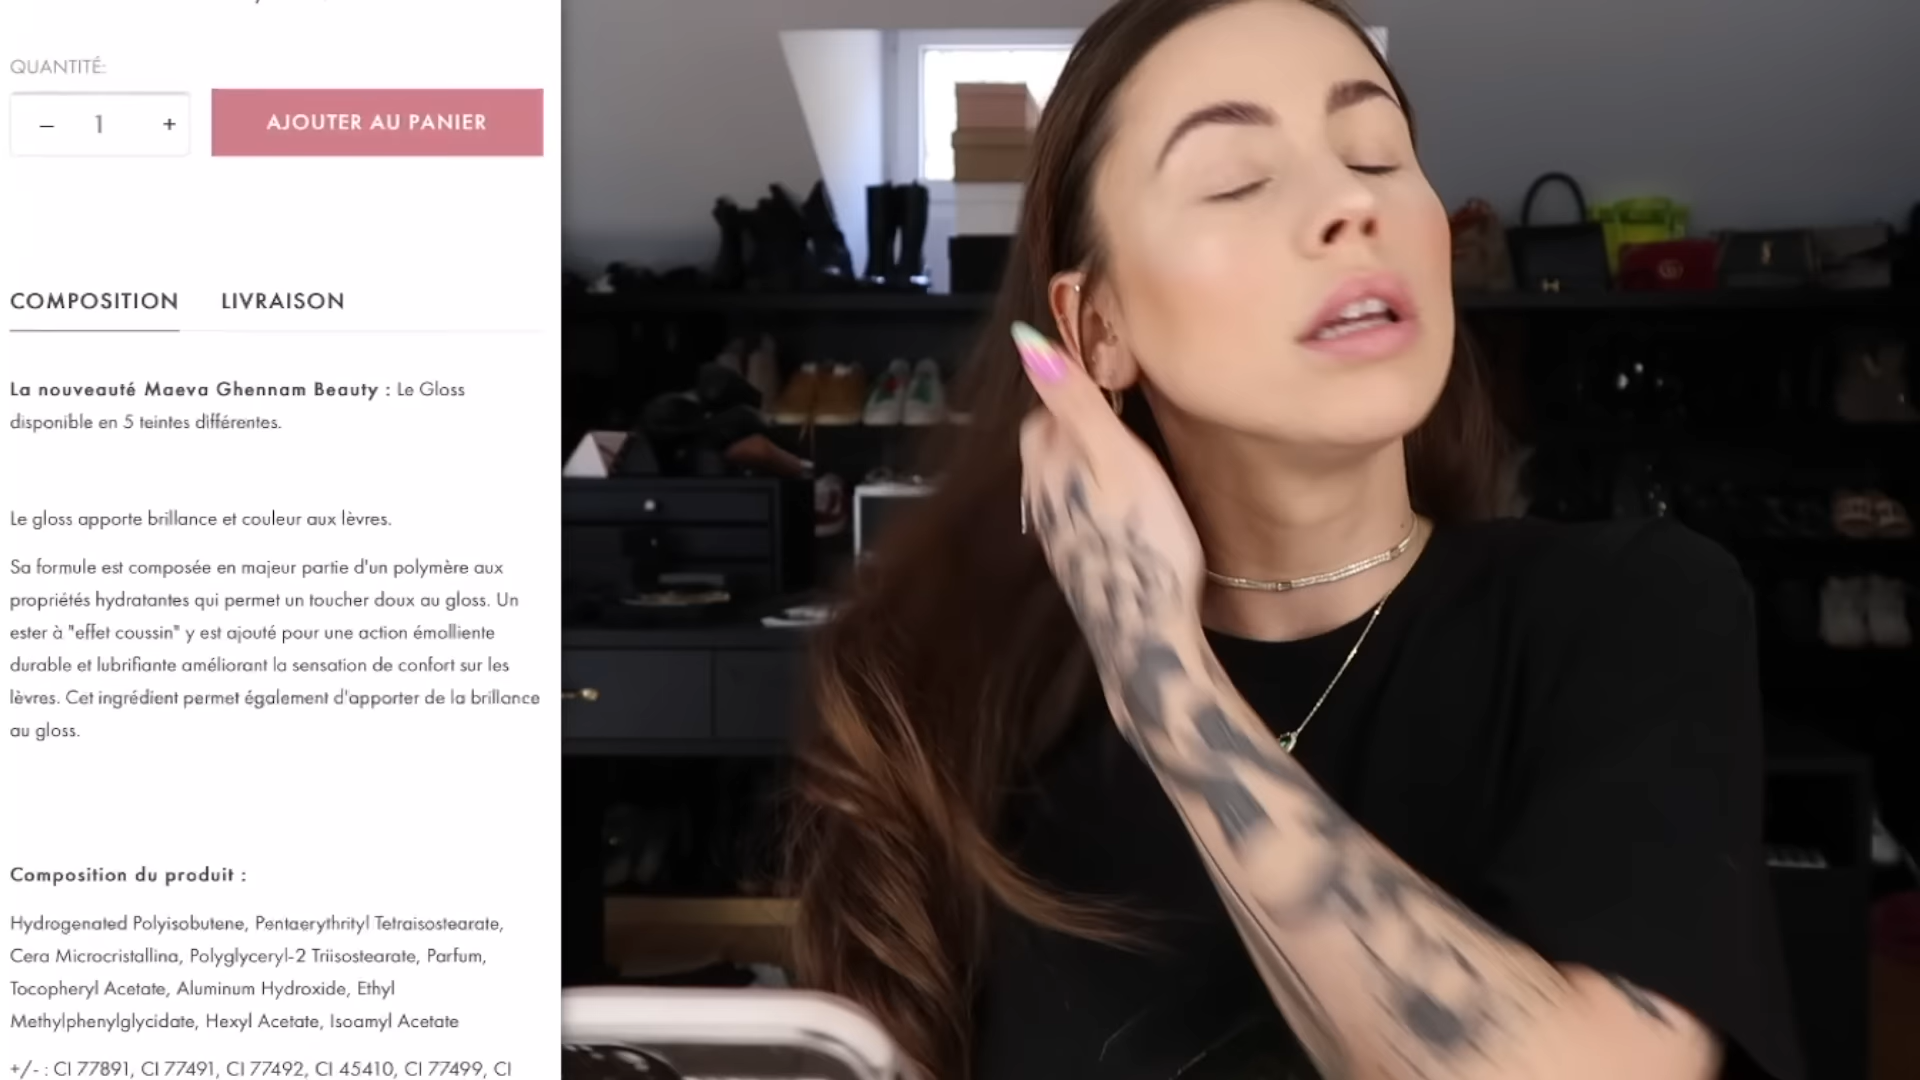 QUANTITÉ:
– 1 +
AJOUTER AU PANIER
COMPOSITION
LIVRAISON
La nouveauté Maeva Ghennam Beauty : Le Gloss
disponible en 5 teintes différentes.
Le gloss apporte brillance et couleur aux lèvres.
Sa formule est composée en majeur partie d'un polymère aux
propriétés hydratantes qui permet un toucher doux au gloss. Un
ester à "effet coussin" y est ajouté pour une action émolliente
durable et lubrifiante améliorant la sensation de confort sur les
lèvres. Cet ingrédient permet également d'apporter de la brillance
au gloss.
Composition du produit :
Hydrogenated Polyisobutene, Pentaerythrityl Tetraisostearate,
Cera Microcristallina, Polyglyceryl-2 Triisostearate, Parfum,
Tocopheryl Acetate, Aluminum Hydroxide, Ethyl
Methylphenylglycidate, Hexyl Acetate, Isoamyl Acetate
+/- : CI 77891, CI 77491, CI 77492, CI 45410, CI 77499, CI